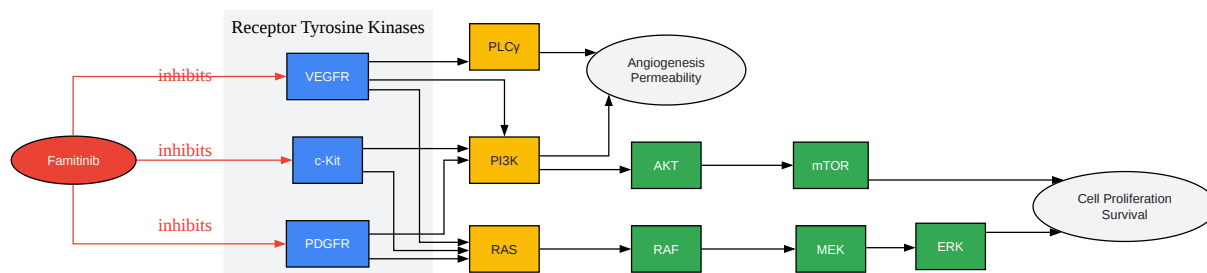 Receptor Tyrosine Kinases
PLCγ
VEGFR
inhibits
Angiogenesis
Permeability
Famitinib
inhibits
c-Kit
PI3K
AKT
mTOR
Cell Proliferation
Survival
inhibits
PDGFR
RAS
RAF
MEK
ERK